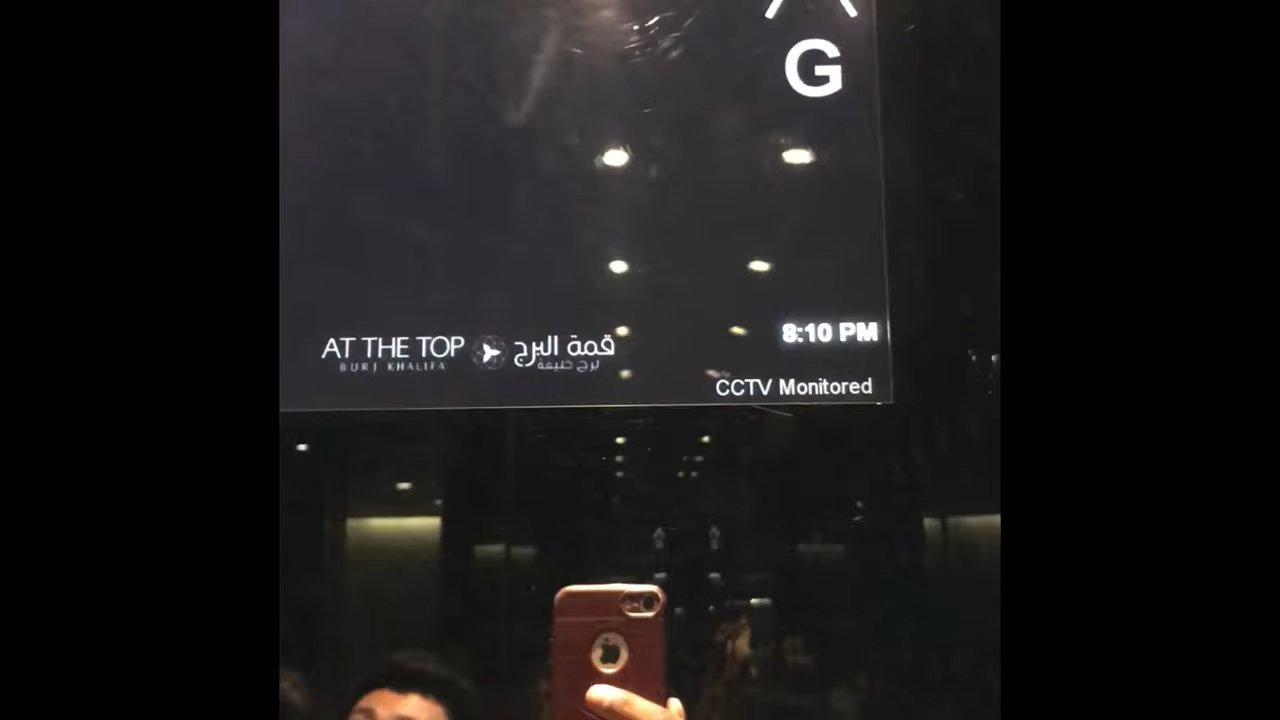 G
8:10 PM
AT THE TOP
BURJ KHALIFA
قمة البرج
برج خليفة
CCTV Monitored